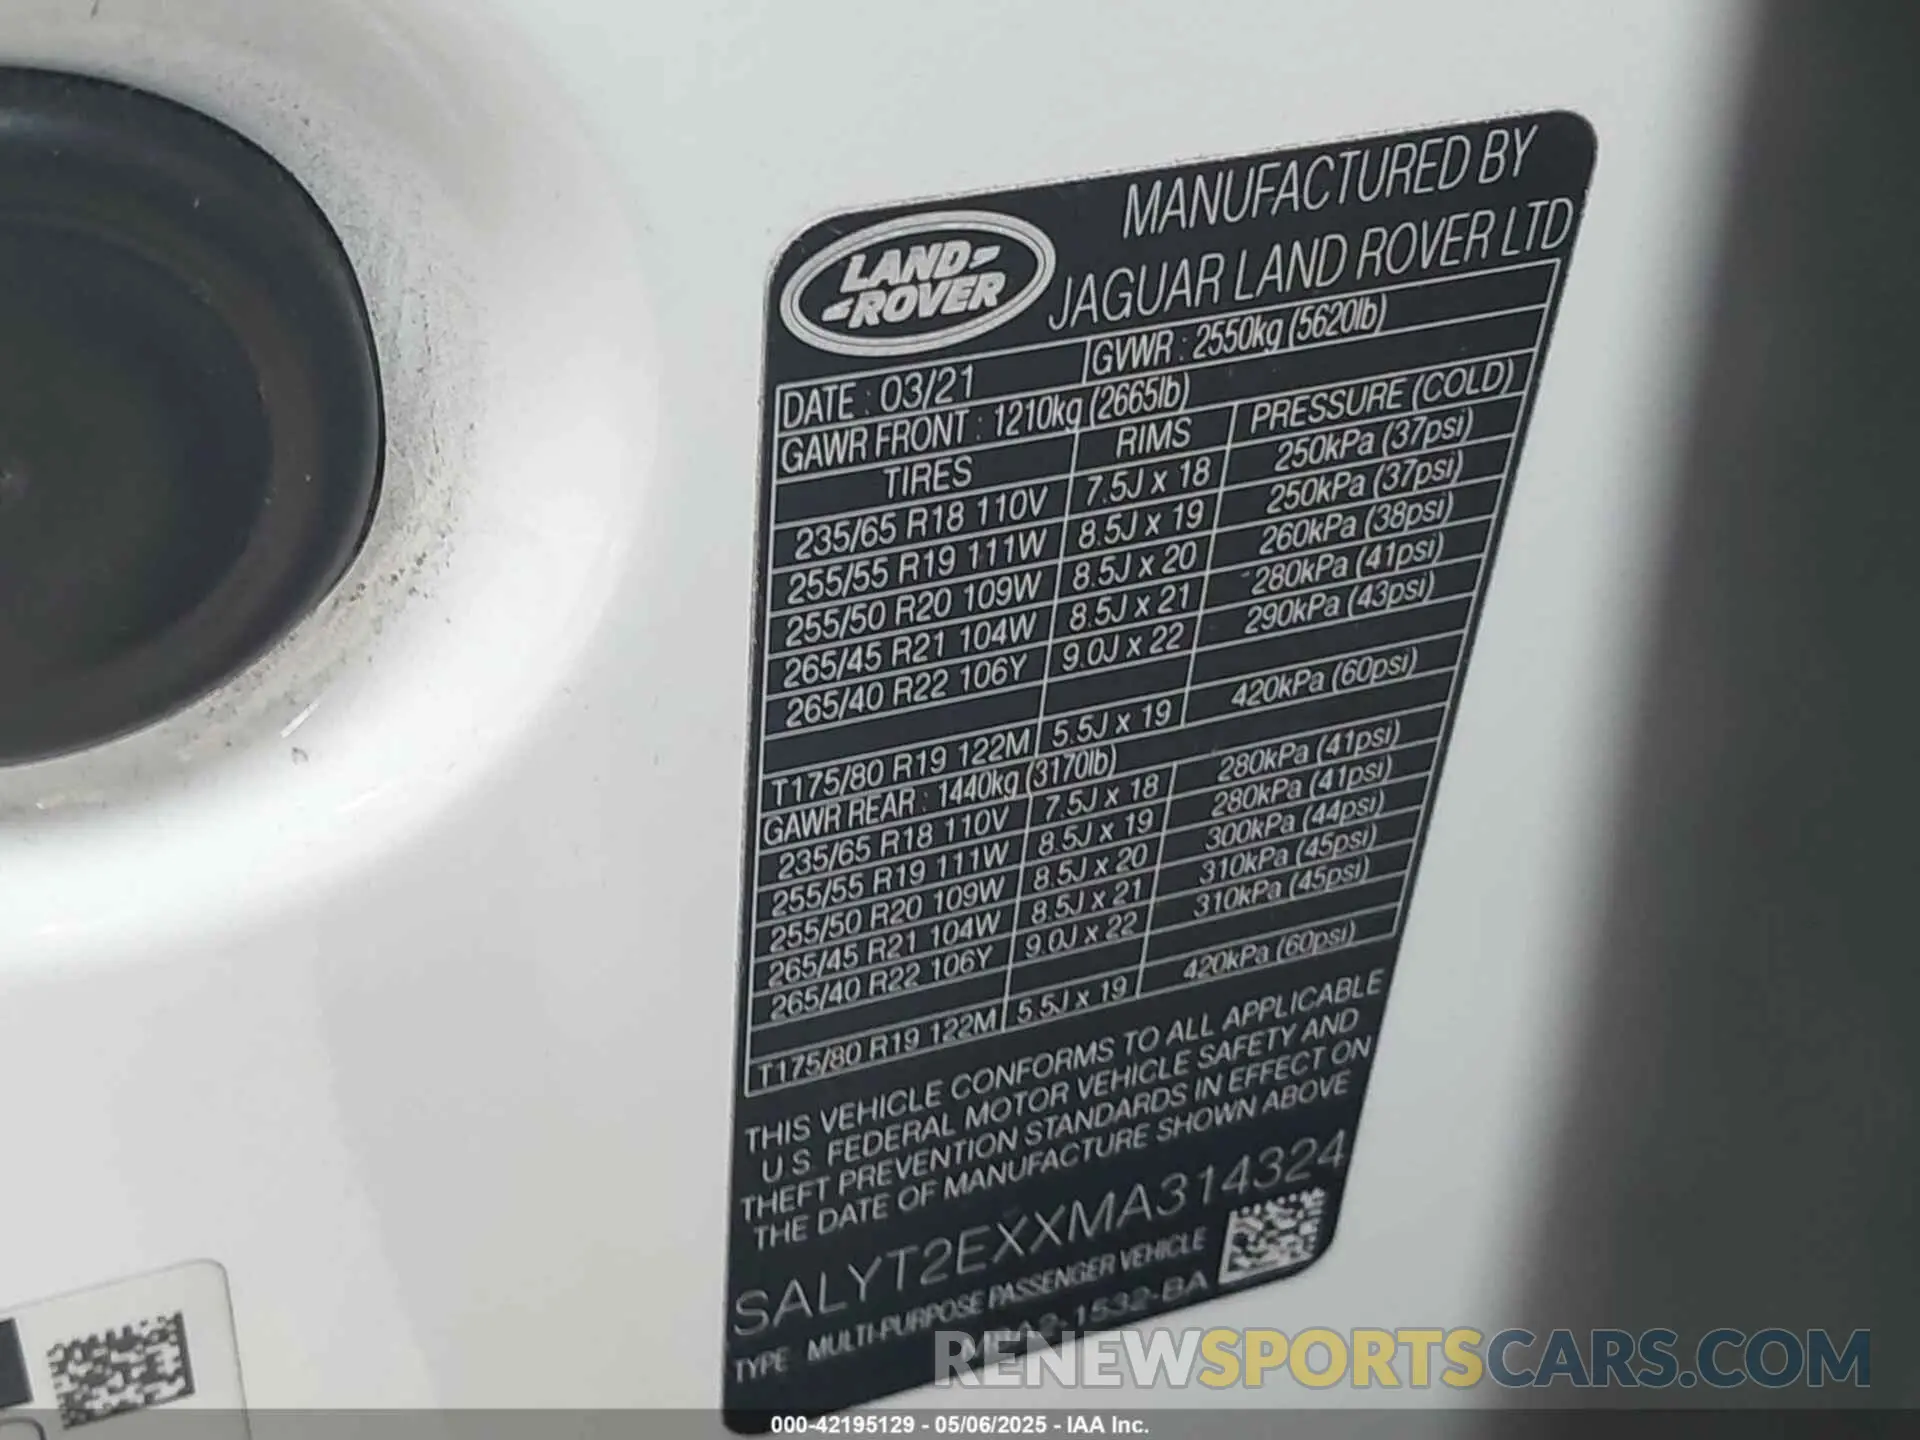 LAND-
-ROVER
MANUFACTURED BY
JAGUAR LAND ROVER LTD
DATE : 03/21 GVWR : 2550kg (5620lb)
GAWR FRONT : 1210kg (2665lb)
TIRES RIMS PRESSURE (COLD)
235/65 R18 110V 7.5J x 18 250kPa (37psi)
255/55 R19 111W 8.5J x 19 250kPa (37psi)
255/50 R20 109W 8.5J x 20 260kPa (38psi)
265/45 R21 104W 8.5J x 21 280kPa (41psi)
265/40 R22 106Y 9.0J x 22 290kPa (43psi)
T175/80 R19 122M 5.5J x 19 420kPa (60psi)
GAWR REAR : 1440kg (3170lb)
235/65 R18 110V 7.5J x 18 280kPa (41psi)
255/55 R19 111W 8.5J x 19 280kPa (41psi)
255/50 R20 109W 8.5J x 20 300kPa (44psi)
265/45 R21 104W 8.5J x 21 310kPa (45psi)
265/40 R22 106Y 9.0J x 22 310kPa (45psi)
T175/80 R19 122M 5.5J x 19 420kPa (60psi)
THIS VEHICLE CONFORMS TO ALL APPLICABLE
U.S. FEDERAL MOTOR VEHICLE SAFETY AND
THEFT PREVENTION STANDARDS IN EFFECT ON
THE DATE OF MANUFACTURE SHOWN ABOVE
SALYT2EXXMA314324
TYPE MULTI-PURPOSE PASSENGER VEHICLE
RENEWSPORTSCARS.COM
000-42195129 - 05/06/2025 - IAA Inc.